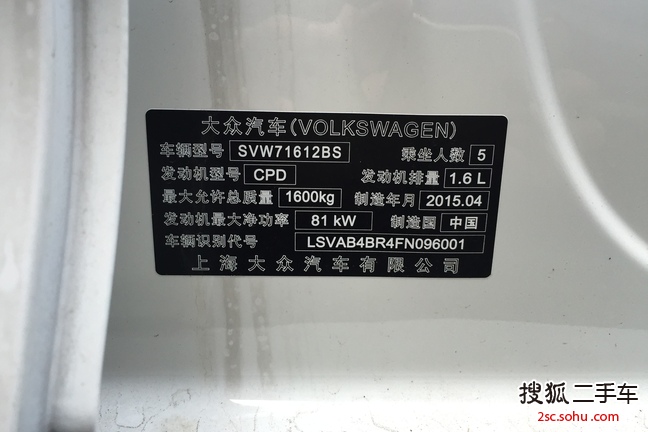 大众汽车(VOLKSWAGEN)
车辆型号 SVW71612BS 乘坐人数 5
发动机型号 CPD 发动机排量 1.6 L
最大允许总质量 1600kg 制造年月 2015.04
发动机最大净功率 81 kW 制造国 中国
车辆识别代号 LSVAB4BR4FN096001
上海大众汽车有限公司
搜狐 二手车
2sc.sohu.com